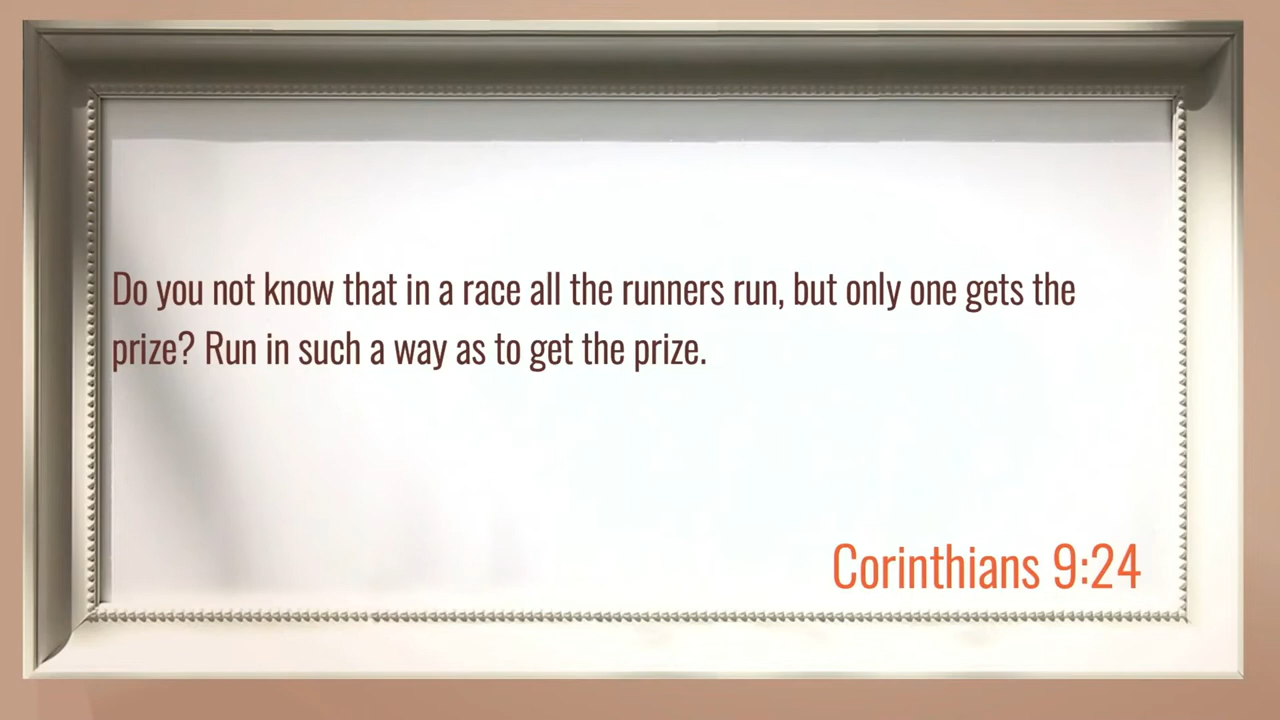 Do you not know that in a race all the runners run, but only one gets the
prize? Run in such a way as to get the prize.
Corinthians 9:24